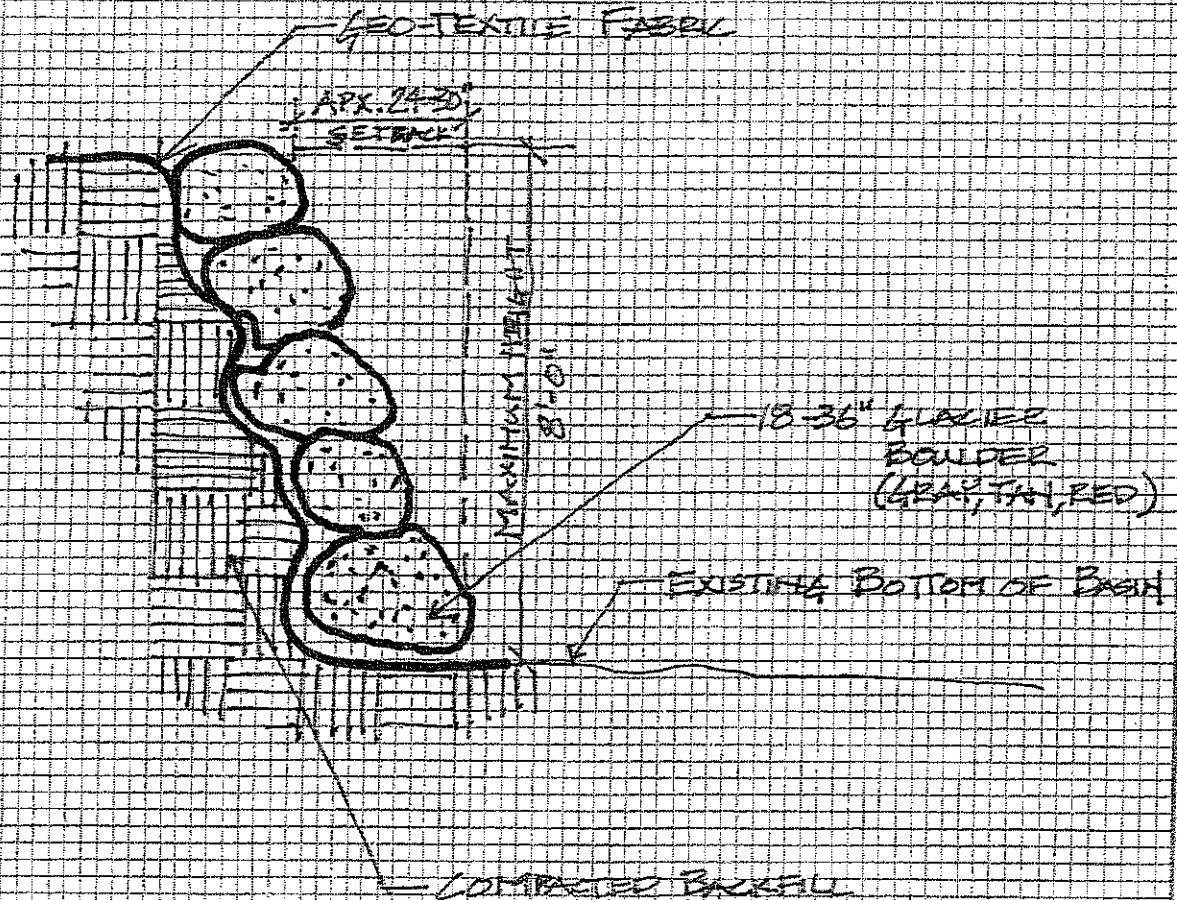 GEO-TEXTILE FABRIC
APX. 24-30"
SETBACK
MAXIMUM HEIGHT
8'-0"
18-36" GLACIER
BOULDER
(GRAY, TAN, RED)
EXISTING BOTTOM OF BASIN
COMPACTED BACKFILL